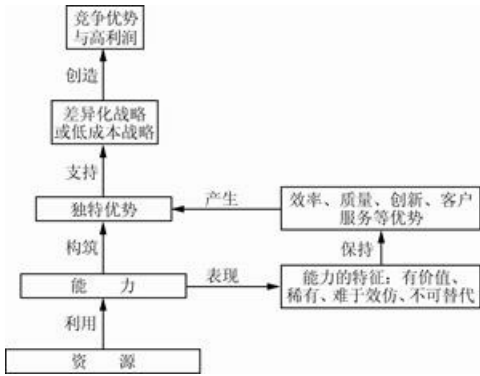 竞争优势
与高利润
创造
差异化战略
或低成本战略
支持
独特优势
产生
效率、质量、创新、客户
服务等优势
构筑
保持
能 力
表现
能力的特征：有价值、
稀有、难于效仿、不可替代
利用
资 源